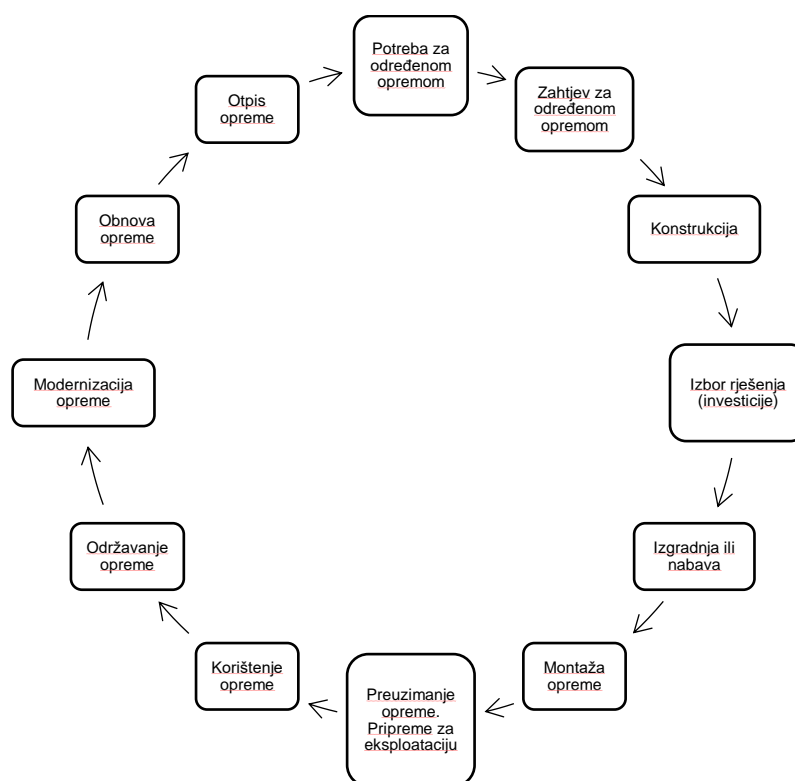 Potreba za
određenom
opremom
Zahtjev za
određenom
opremom
Konstrukcija
Izbor rješenja
(investicije)
Izgradnja ili
nabava
Montaža
opreme
Preuzimanje
opreme.
Pripreme za
eksploataciju
Korištenje
opreme
Održavanje
opreme
Modernizacija
opreme
Obnova
opreme
Otpis
opreme